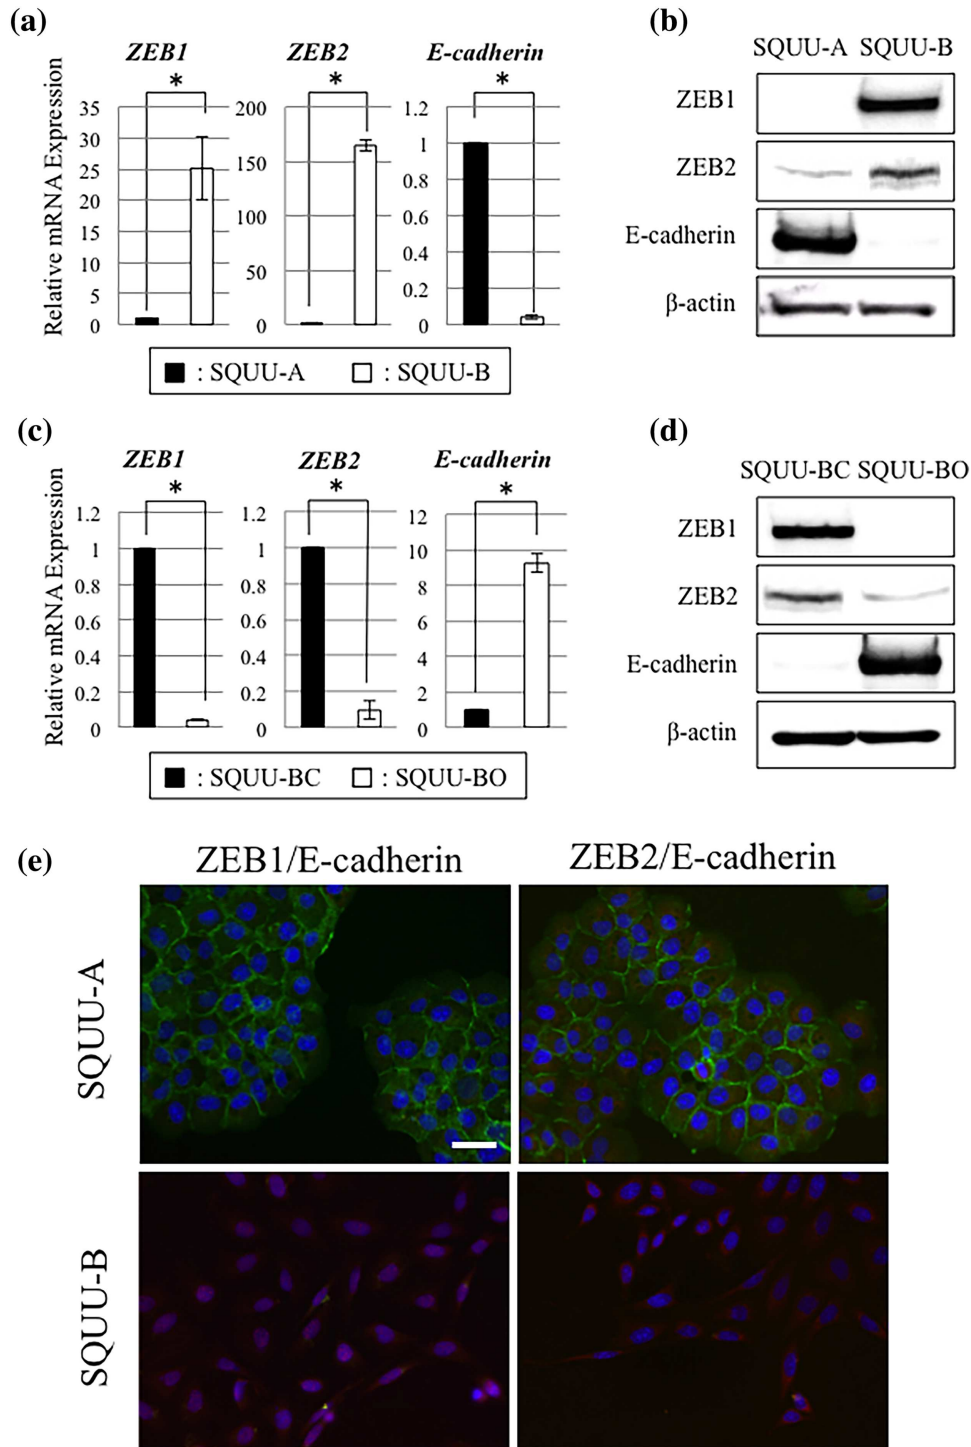 (a)
ZEB1 ZEB2 E-cadherin
* * *
Relative mRNA Expression
35 200 1.2
30 1
25 150 0.8
20 100 0.6
15
10 50 0.4
5 0.2
0 0 0
: SQUU-A : SQUU-B
(b)
SQUU-A SQUU-B
ZEB1
ZEB2
E-cadherin
β-actin
(c)
ZEB1 ZEB2 E-cadherin
* * *
Relative mRNA Expression
1.2 1.2 12
1 1 10
0.8 0.8 8
0.6 0.6 6
0.4 0.4 4
0.2 0.2 2
0 0 0
: SQUU-BC : SQUU-BO
(d)
SQUU-BC SQUU-BO
ZEB1
ZEB2
E-cadherin
β-actin
(e)
ZEB1/E-cadherin ZEB2/E-cadherin
SQUU-A
SQUU-B